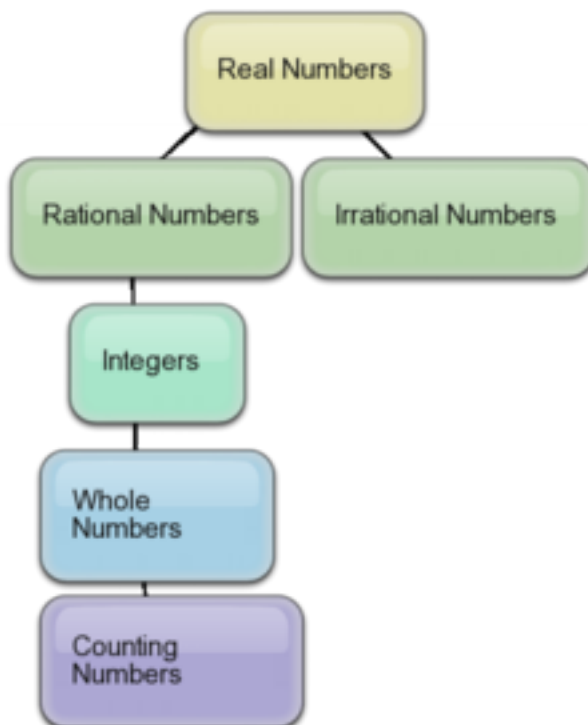 Real Numbers
Rational Numbers
Irrational Numbers
Integers
Whole
Numbers
Counting
Numbers